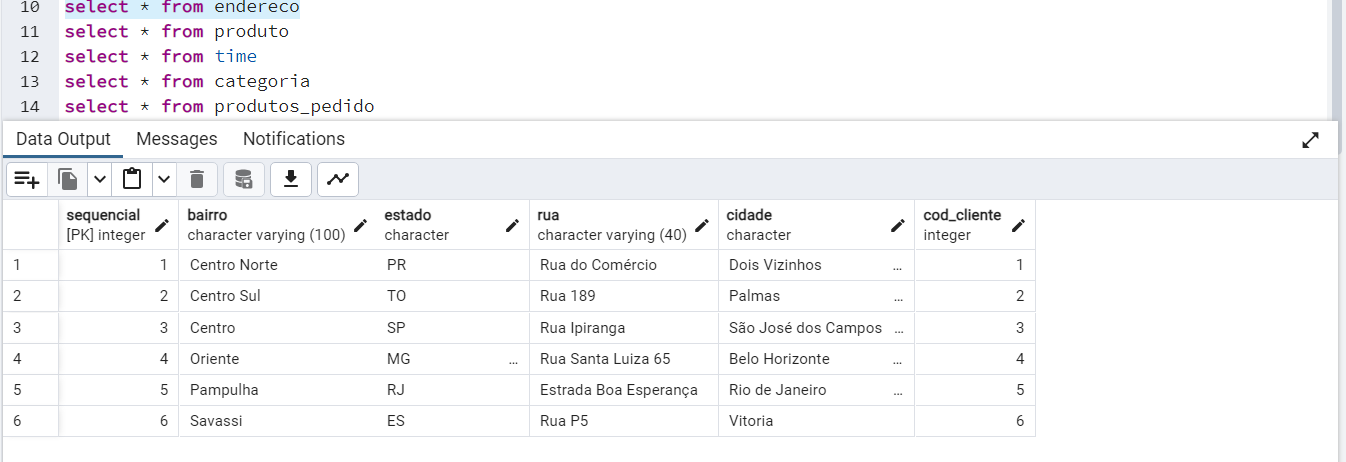 10 select * from endereco
11 select * from produto
12 select * from time
13 select * from categoria
14 select * from produtos_pedido
Data Output Messages Notifications
sequencial bairro estado rua cidade cod_cliente
[PK] integer character varying (100) character character varying (40) character integer
1 1 Centro Norte PR Rua do Comércio Dois Vizinhos ... 1
2 2 Centro Sul TO Rua 189 Palmas ... 2
3 3 Centro SP Rua Ipiranga São José dos Campos ... 3
4 4 Oriente MG ... Rua Santa Luiza 65 Belo Horizonte ... 4
5 5 Pampulha RJ Estrada Boa Esperança Rio de Janeiro ... 5
6 6 Savassi ES Rua P5 Vitoria 6